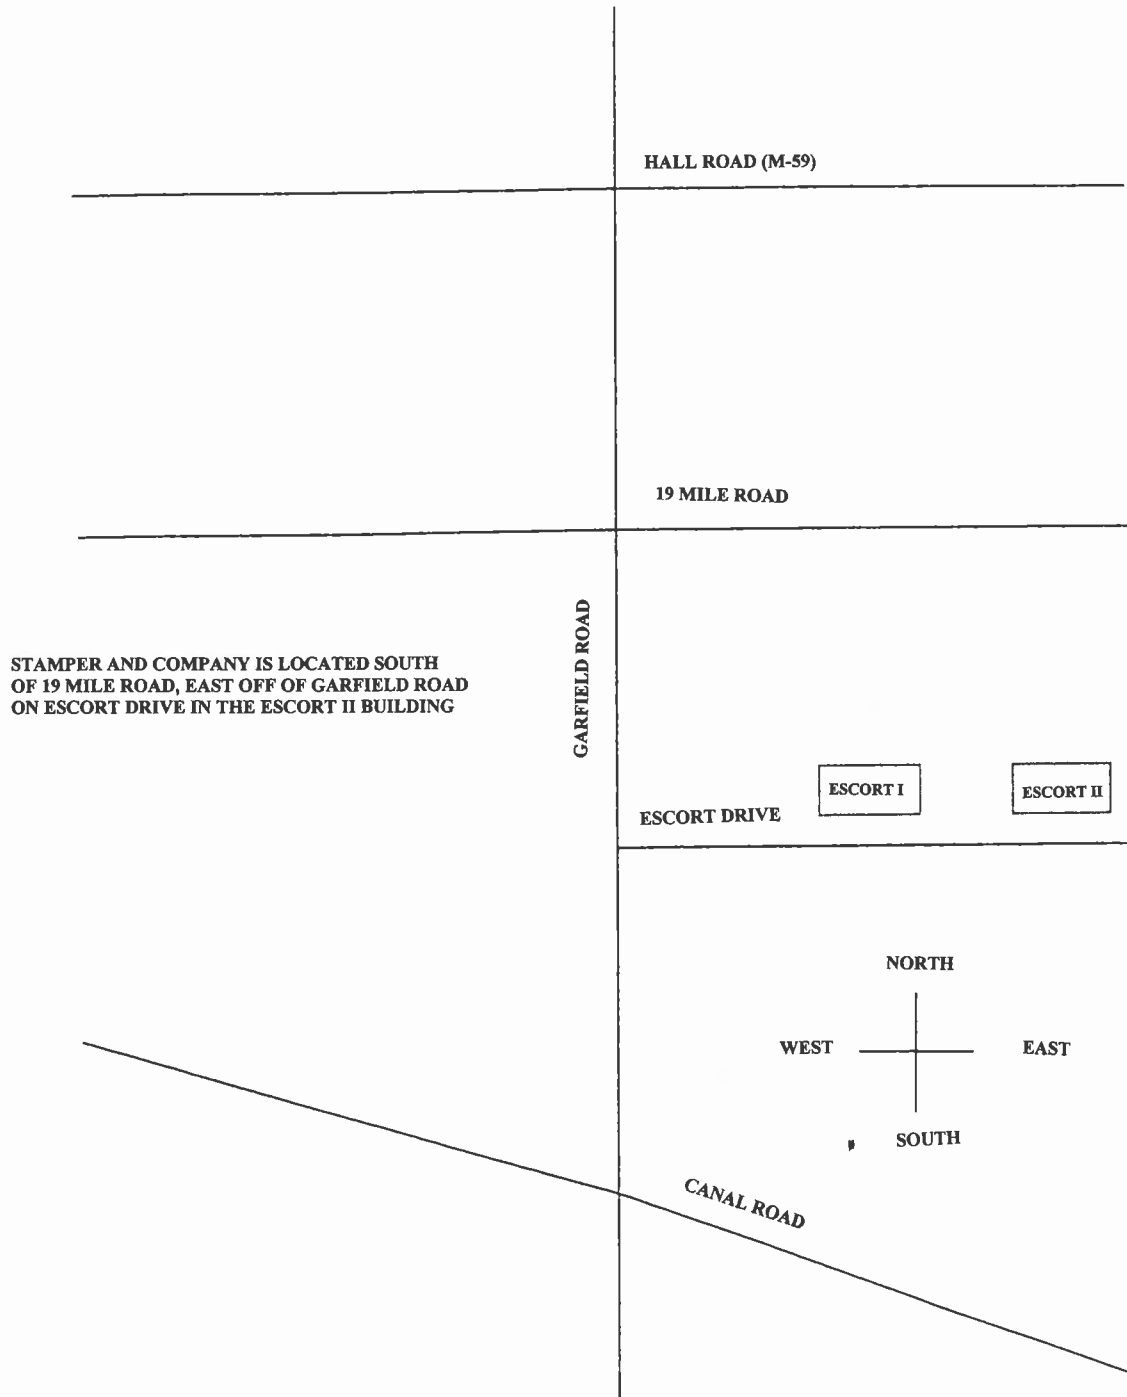 HALL ROAD (M-59)
19 MILE ROAD
GARFIELD ROAD
STAMPER AND COMPANY IS LOCATED SOUTH
OF 19 MILE ROAD, EAST OFF OF GARFIELD ROAD
ON ESCORT DRIVE IN THE ESCORT II BUILDING
ESCORT I
ESCORT II
ESCORT DRIVE
NORTH
WEST
EAST
SOUTH
CANAL ROAD